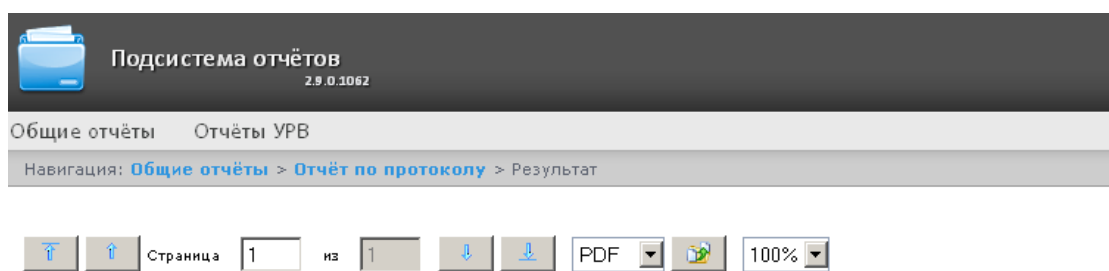 Подсистема отчётов
2.9.0.1062
Общие отчёты Отчёты УРВ
Навигация: Общие отчёты > Отчёт по протоколу > Результат
Страница 1 из 1 PDF 100%